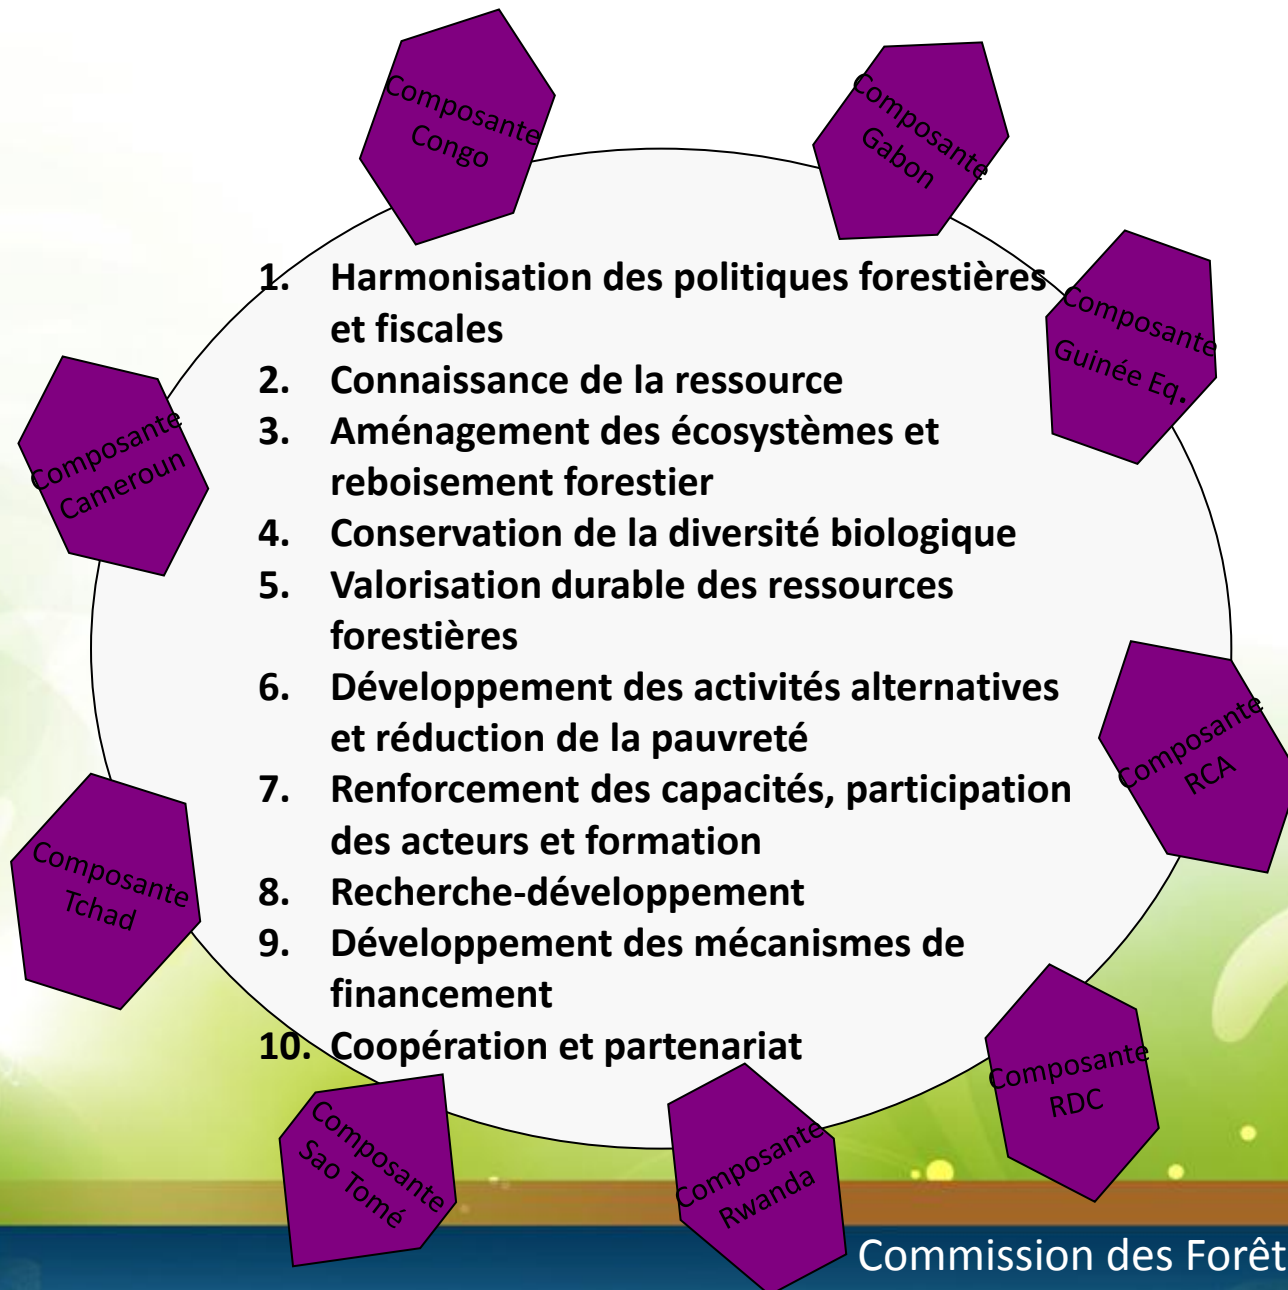 Composante
Congo
Composante
Gabon
Composante
Guinée Eq.
1. Harmonisation des politiques forestières
et fiscales
2. Connaissance de la ressource
3. Aménagement des écosystèmes et
reboisement forestier
4. Conservation de la diversité biologique
5. Valorisation durable des ressources
forestières
6. Développement des activités alternatives
et réduction de la pauvreté
7. Renforcement des capacités, participation
des acteurs et formation
8. Recherche-développement
9. Développement des mécanismes de
financement
10. Coopération et partenariat
Composante
Cameroun
Composante
RCA
Composante
Tchad
Composante
RDC
Composante
Sao Tomé
Composante
Rwanda
Commission des Forêt